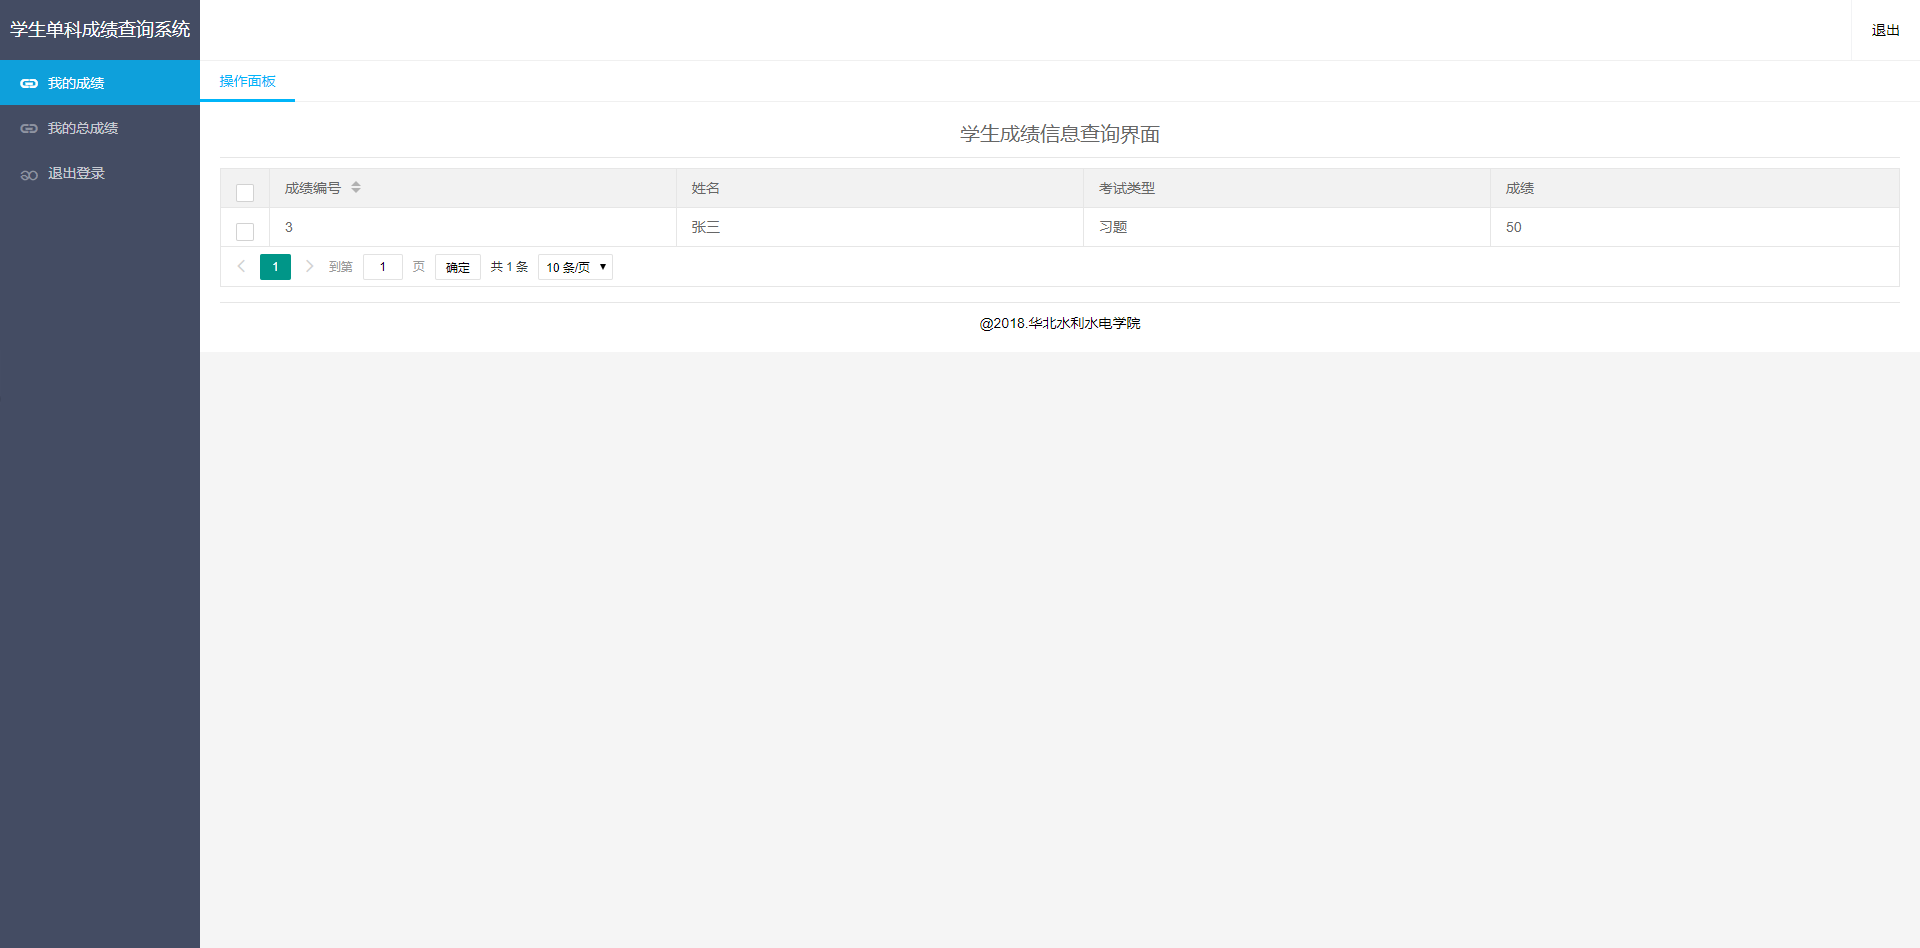 学生单科成绩查询系统
退出
我的成绩
我的总成绩
退出登录
操作面板
学生成绩信息查询界面
成绩编号 姓名 考试类型 成绩
3 张三 习题 50
1 到第 1 页 确定 共 1 条 10 条/页
@2018.华北水利水电学院